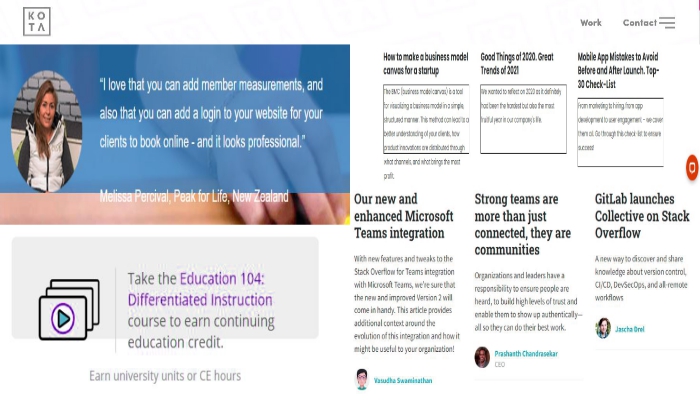 KO
TA
Work
Contact
"I love that you can add member measurements, and
also that you can add a login to your website for your
clients to book online - and it looks professional."
Melissa Percival, Peak for Life, New Zealand
Take the Education 104:
Differentiated Instruction
course to earn continuing
education credit.
Earn university units or CE hours
How to make a business model
canvas for a startup
The BMC (business model canvas) is a tool
for visualizing a business model in a simple,
structured manner. This method can lead to a
better understanding of your clients, how
product innovations are distributed through
what channels, and what brings the most
profit.
Good Things of 2020. Great
Trends of 2021
We wanted to reflect on 2020 as it definitely
had been the hardest but also the most
fruitful year in our company's life.
Mobile App Mistakes to Avoid
Before and After Launch. Top-
30 Check-List
From marketing to hiring, from app
development to user engagement – we cover
them all. Go through this check-list to ensure
success!
Our new and
enhanced Microsoft
Teams integration
With new features and tweaks to the
Stack Overflow for Teams integration
with Microsoft Teams, we're sure that
the new and improved Version 2 will
come in handy. This article provides
additional context around the
evolution of this integration and how it
might be useful to your organization!
Vasudha Swaminathan
Strong teams are
more than just
connected, they are
communities
Organizations and leaders have a
responsibility to ensure people are
heard, to build high levels of trust and
enable them to show up authentically—
all so they can do their best work.
Prashanth Chandrasekar
CEO
GitLab launches
Collective on Stack
Overflow
A new way to discover and share
knowledge about version control,
CI/CD, DevSecOps, and all-remote
workflows
Jascha Drel